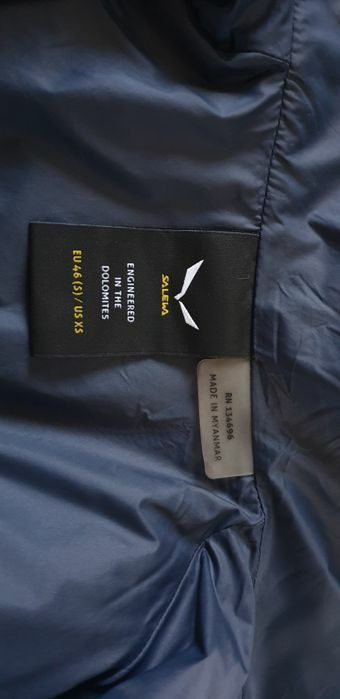 SALEWA
ENGINEERED
IN THE
DOLOMITES
EU 46 (S) / US XS
RN 134696
MADE IN MYANMAR